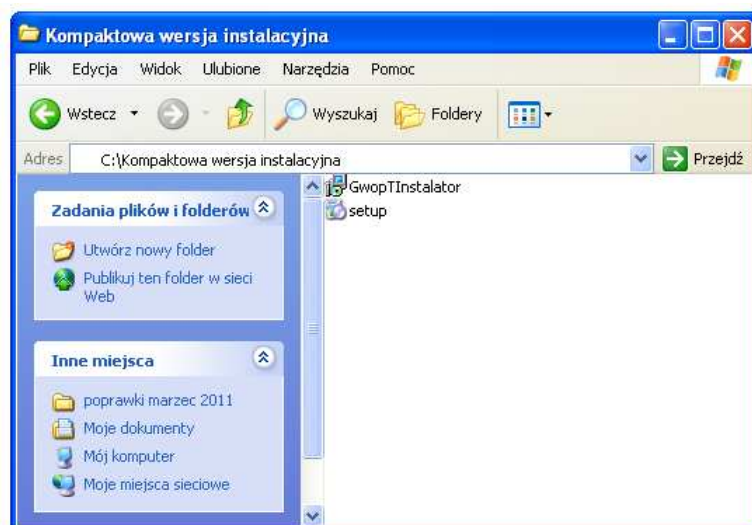 Kompaktowa wersja instalacyjna
Plik Edycja Widok Ulubione Narzędzia Pomoc
Wstecz Wyszukaj Foldery
Adres C:\Kompaktowa wersja instalacyjna Przejdź
Zadania plików i folderów
Utwórz nowy folder
Publikuj ten folder w sieci
Web
Inne miejsca
poprawki marzec 2011
Moje dokumenty
Mój komputer
Moje miejsca sieciowe
GwopTInstalator
setup